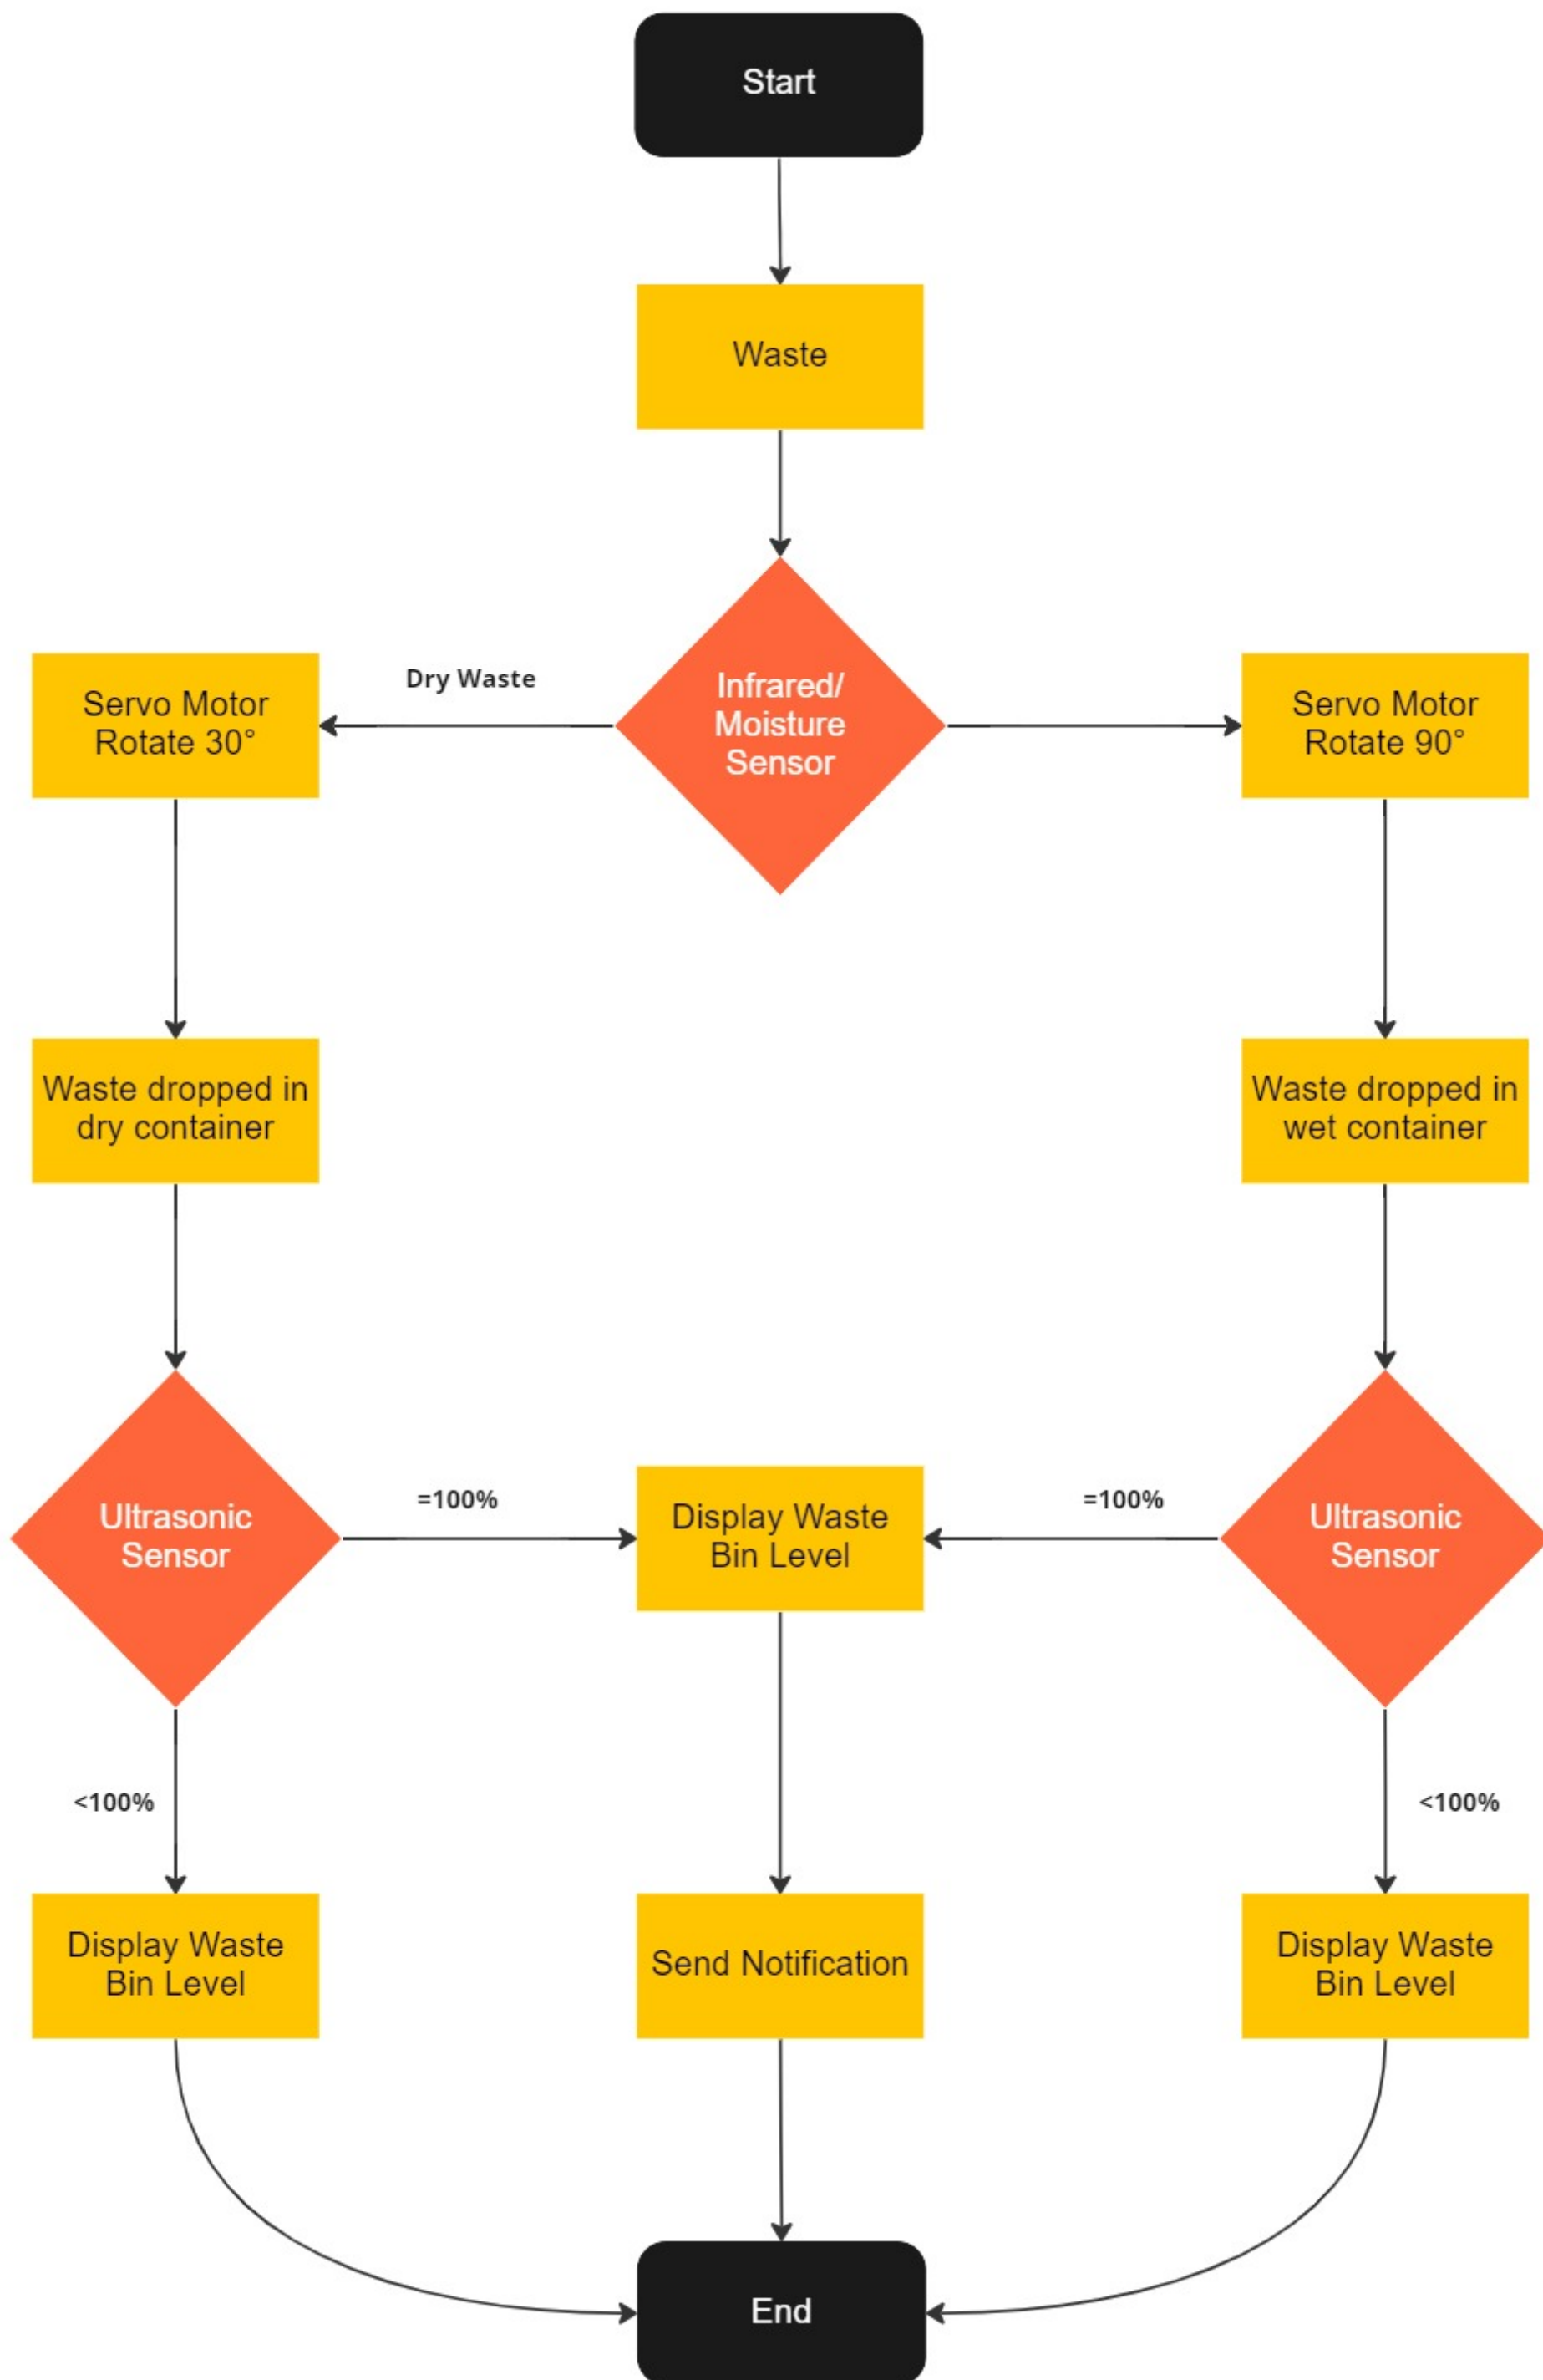 Start
Waste
Dry Waste
Servo Motor
Rotate 30°
Infrared/
Moisture
Sensor
Servo Motor
Rotate 90°
Waste dropped in
dry container
Waste dropped in
wet container
Ultrasonic
Sensor
=100%
Display Waste
Bin Level
=100%
Ultrasonic
Sensor
<100%
<100%
Display Waste
Bin Level
Send Notification
Display Waste
Bin Level
End